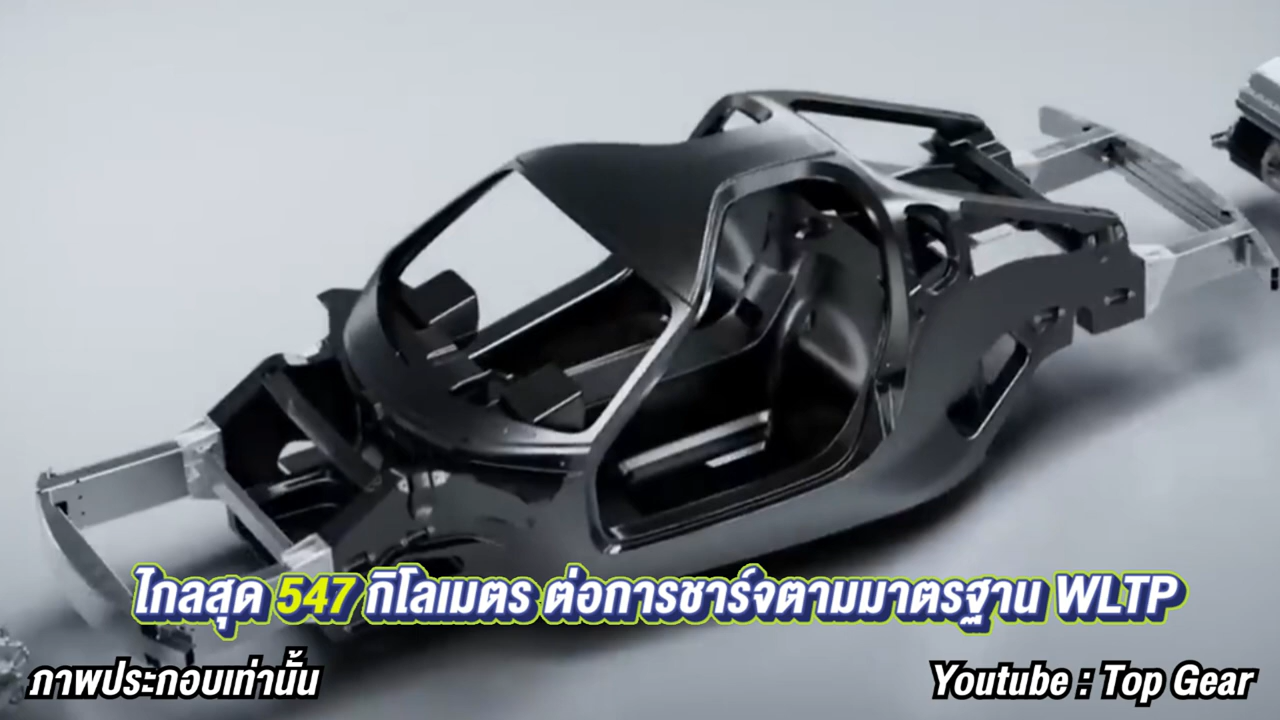 ไกลสุด 547 กิโลเมตร ต่อการชาร์จตามมาตรฐาน WLTP
ภาพประกอบเท่านั้น
Youtube : Top Gear